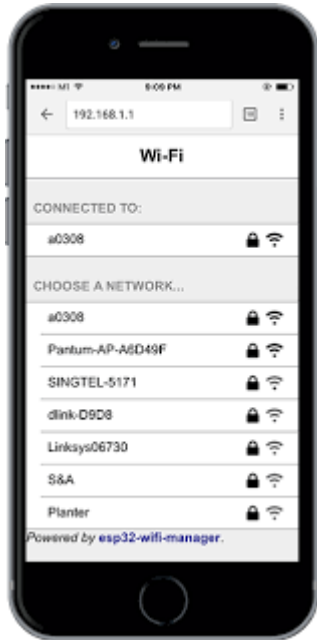 9:09 PM
192.168.1.1
Wi-Fi
CONNECTED TO:
a0308
CHOOSE A NETWORK...
a0308
Pantum-AP-A6D49F
SINGTEL-5171
dlink-D9D8
Linksys06730
S&A
Planter
Powered by esp32-wifi-manager.